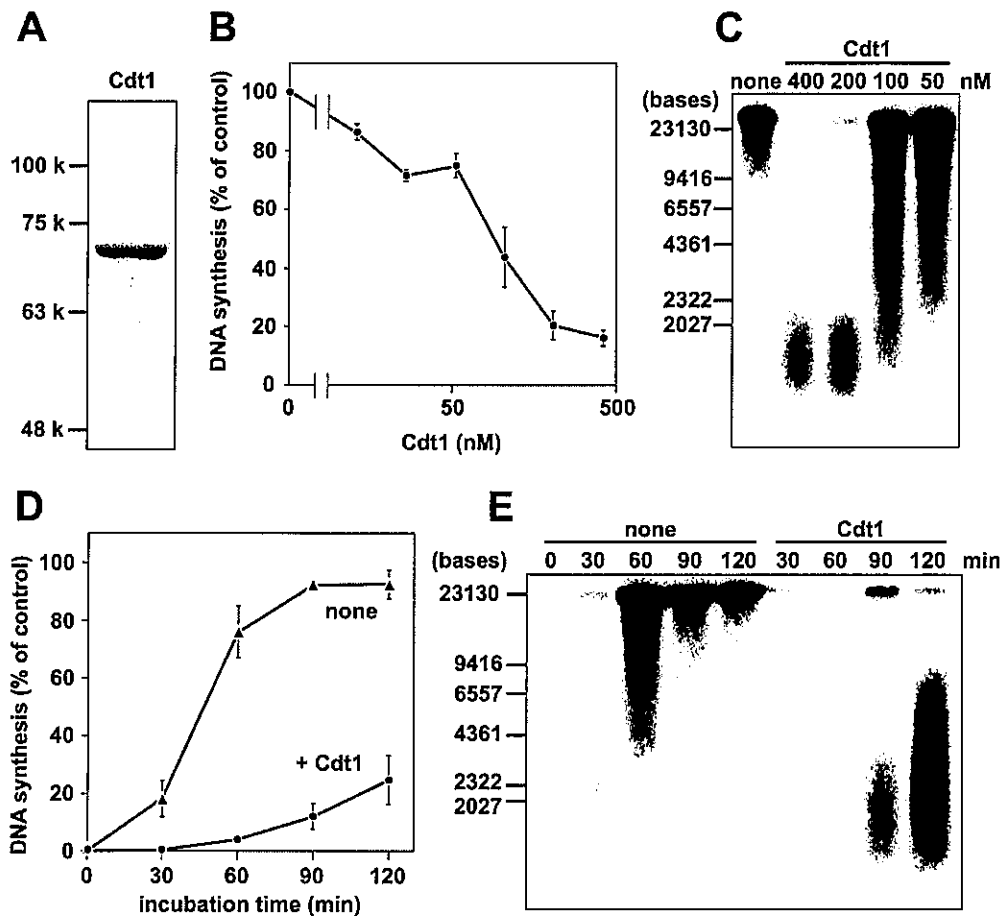 A
Cdt1
100 k
75 k
63 k
48 k
B
DNA synthesis (% of control)
100
80
60
40
20
0
0 50 500
Cdt1 (nM)
C
Cdt1
none 400 200 100 50 nM
(bases)
23130
9416
6557
4361
2322
2027
D
DNA synthesis (% of control)
100
80
60
40
20
0
none
+ Cdt1
0 30 60 90 120
incubation time (min)
E
none Cdt1
(bases) 0 30 60 90 120 30 60 90 120 min
23130
9416
6557
4361
2322
2027